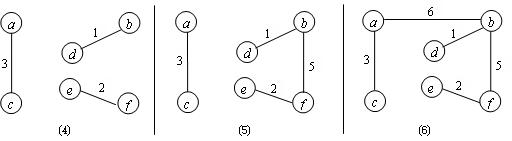 a b 1 d 3 e 2 c f
(4)
a b 1 d 3 5 e 2 c f
(5)
a 6 b 1 d 3 5 e 2 c f
(6)